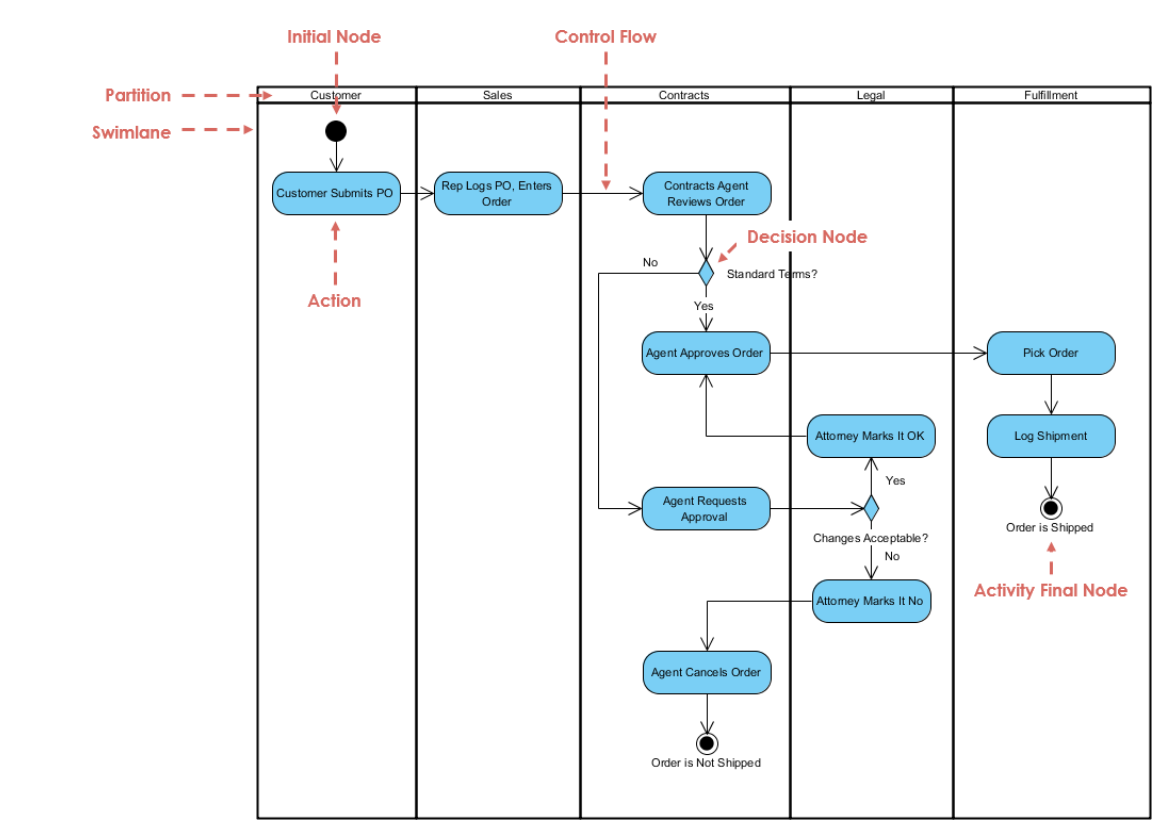 Initial Node
Control Flow
Partition
Customer
Sales
Contracts
Legal
Fulfillment
Swimlane
Customer Submits PO
Rep Logs PO, Enters
Order
Contracts Agent
Reviews Order
Decision Node
No
Standard Terms?
Action
Yes
Agent Approves Order
Pick Order
Attorney Marks It OK
Log Shipment
Yes
Agent Requests
Approval
Order is Shipped
Changes Acceptable?
No
Activity Final Node
Attorney Marks It No
Agent Cancels Order
Order is Not Shipped